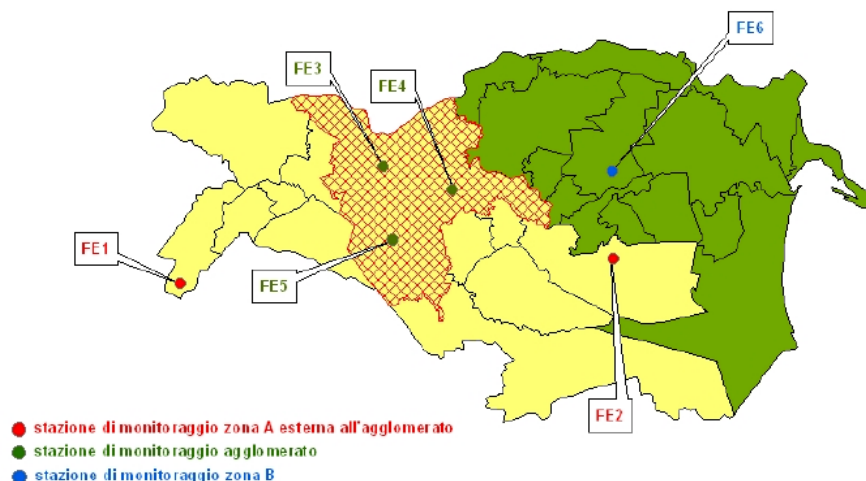 FE6
FE3
FE4
FE1
FE5
FE2
stazione di monitoraggio zona A esterna all'agglomerato
stazione di monitoraggio agglomerato
stazione di monitoraggio zona B